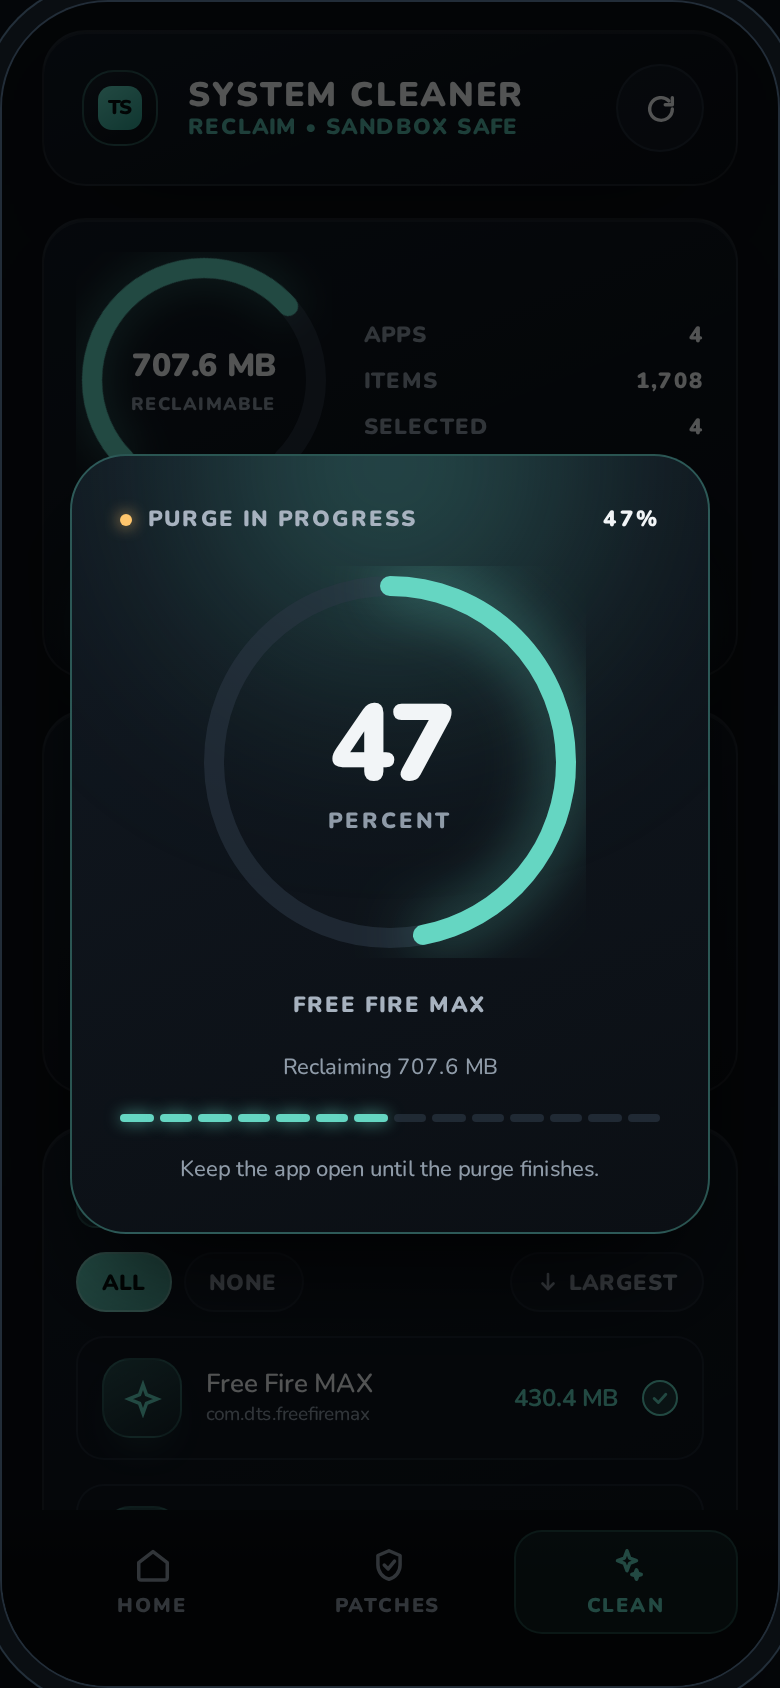 TS
SYSTEM CLEANER
RECLAIM • SANDBOX SAFE
707.6 MB
RECLAIMABLE
APPS 4
ITEMS 1,708
SELECTED 4
PURGE IN PROGRESS 47%
47
PERCENT
FREE FIRE MAX
Reclaiming 707.6 MB
Keep the app open until the purge finishes.
ALL NONE ↓ LARGEST
Free Fire MAX
com.dts.freefiremax
430.4 MB
HOME PATCHES CLEAN